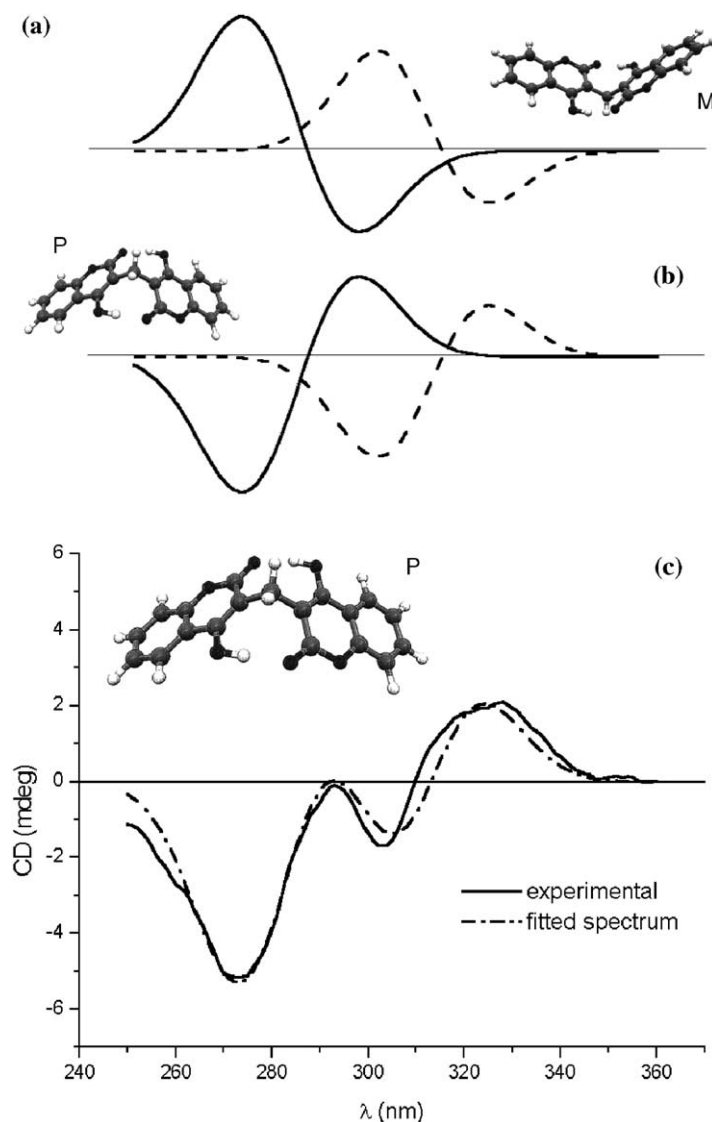 (a)
M
P
(b)
P
(c)
6
4
2
0
-2
-4
-6
CD (mdeg)
experimental
fitted spectrum
240 260 280 300 320 340 360
λ (nm)